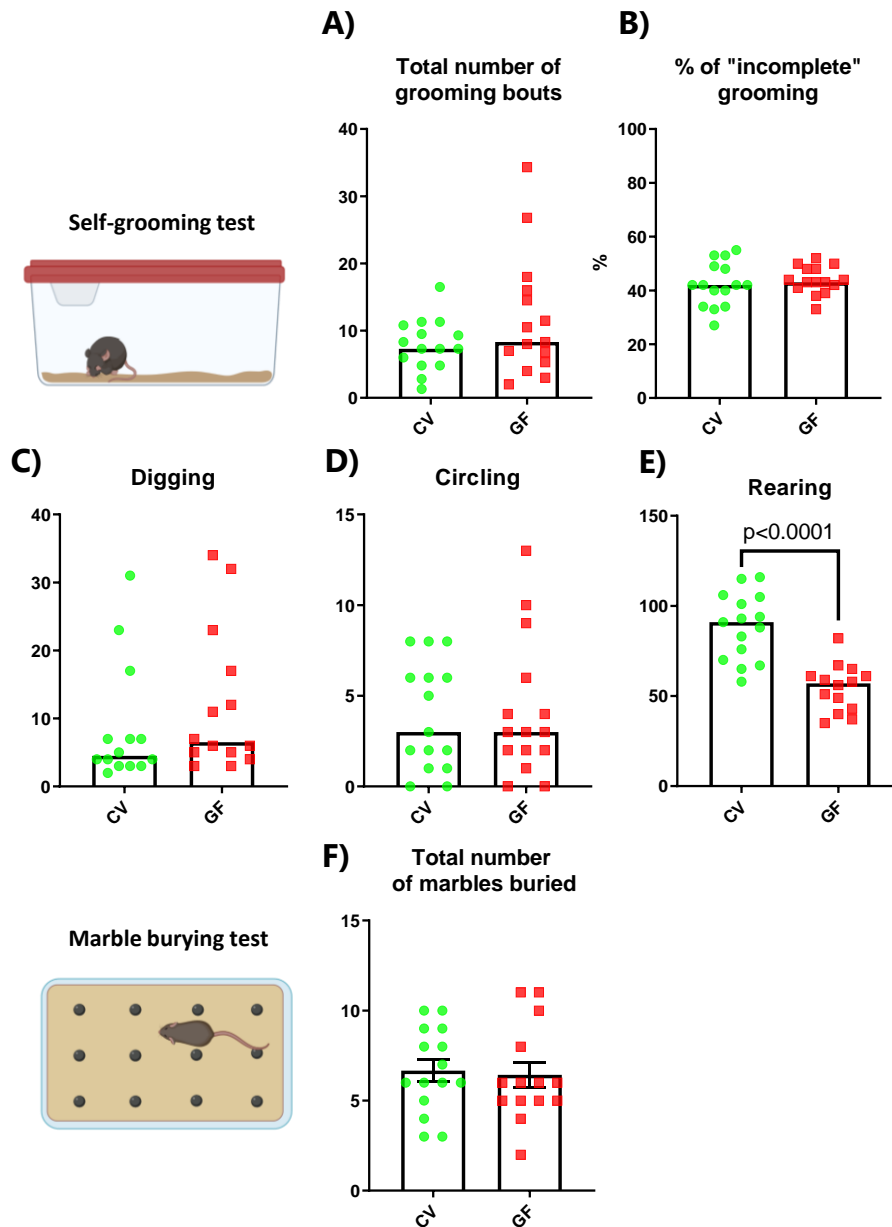 A)
Total number of
grooming bouts
40
30
20
10
0
CV
GF
B)
% of "incomplete"
grooming
100
80
60
40
20
0
%
CV
GF
Self-grooming test
C)
Digging
40
30
20
10
0
CV
GF
D)
Circling
15
10
5
0
CV
GF
E)
Rearing
p<0.0001
150
100
50
0
CV
GF
F)
Total number
of marbles buried
15
10
5
0
CV
GF
Marble burying test